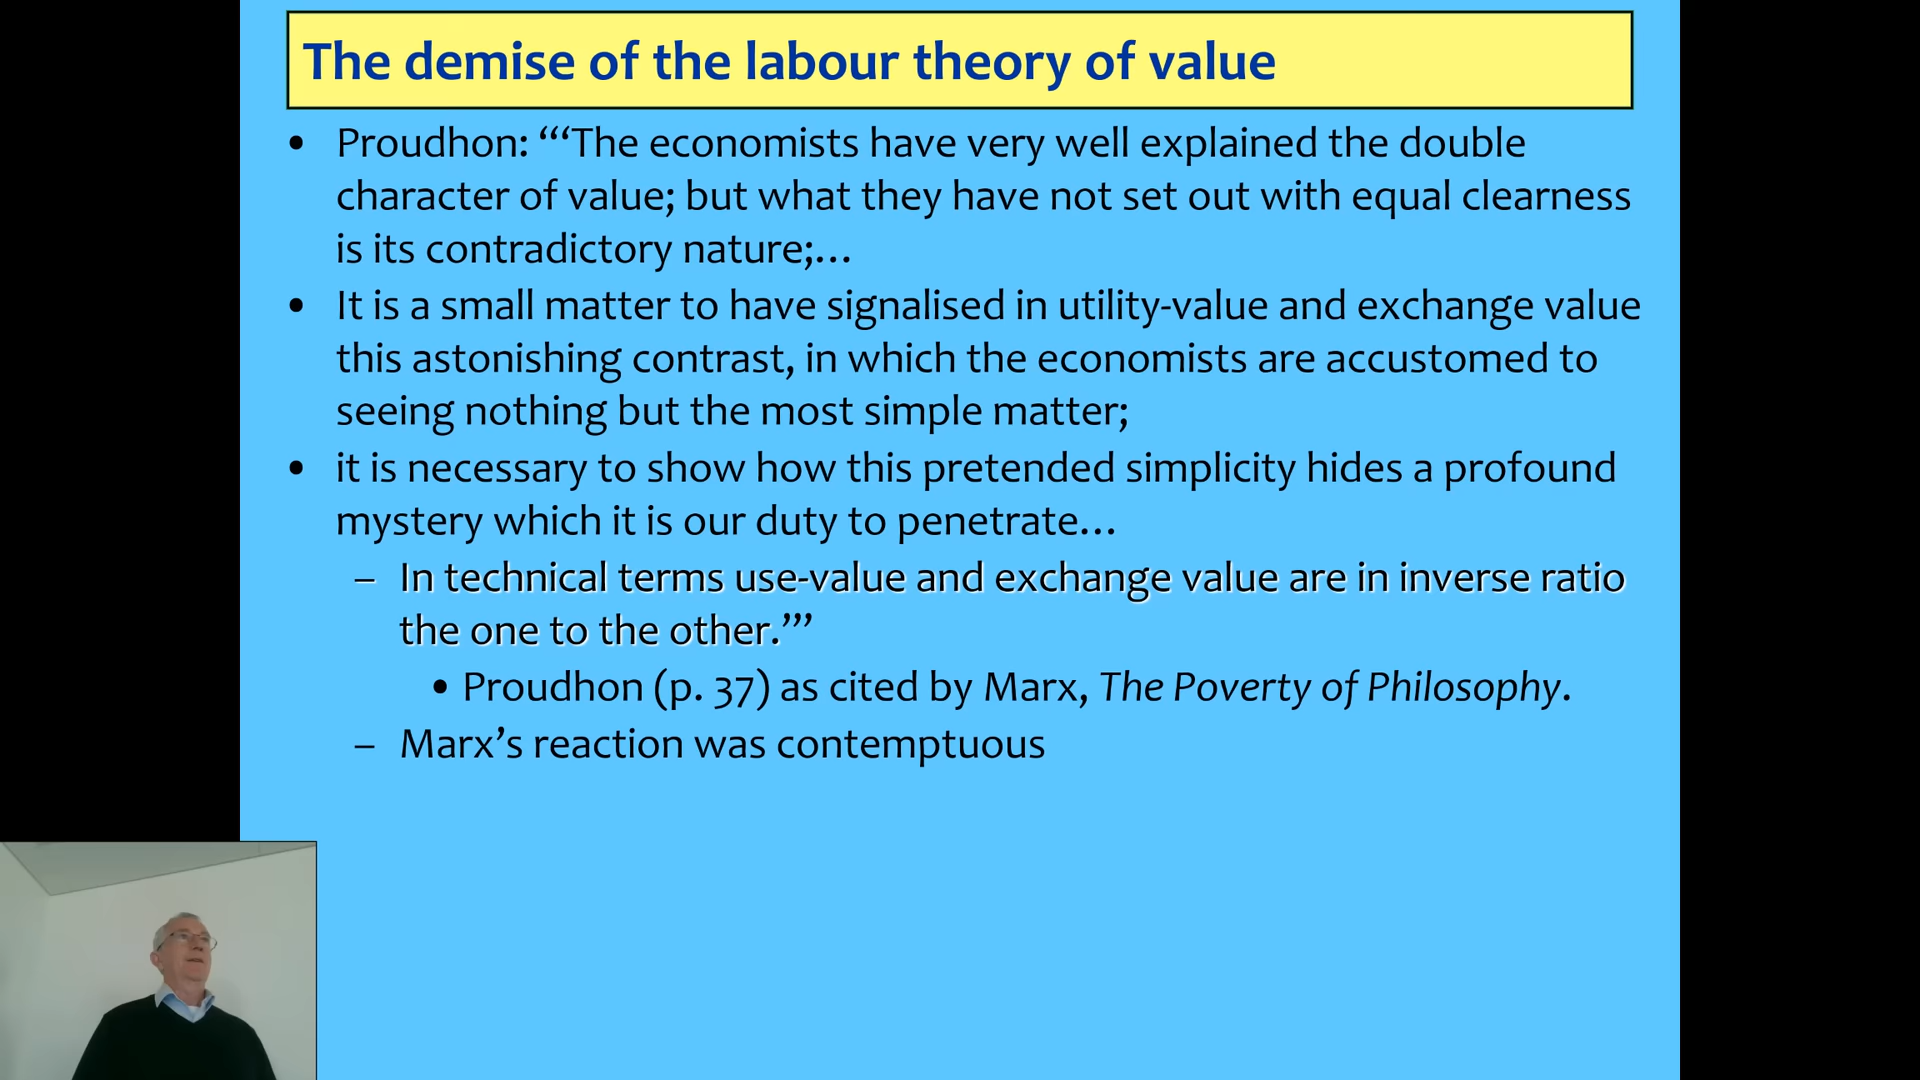 The demise of the labour theory of value
• Proudhon: “‘The economists have very well explained the double
character of value; but what they have not set out with equal clearness
is its contradictory nature;…
• It is a small matter to have signalised in utility-value and exchange value
this astonishing contrast, in which the economists are accustomed to
seeing nothing but the most simple matter;
• it is necessary to show how this pretended simplicity hides a profound
mystery which it is our duty to penetrate…
– In technical terms use-value and exchange value are in inverse ratio
the one to the other.’”
• Proudhon (p. 37) as cited by Marx, The Poverty of Philosophy.
– Marx’s reaction was contemptuous